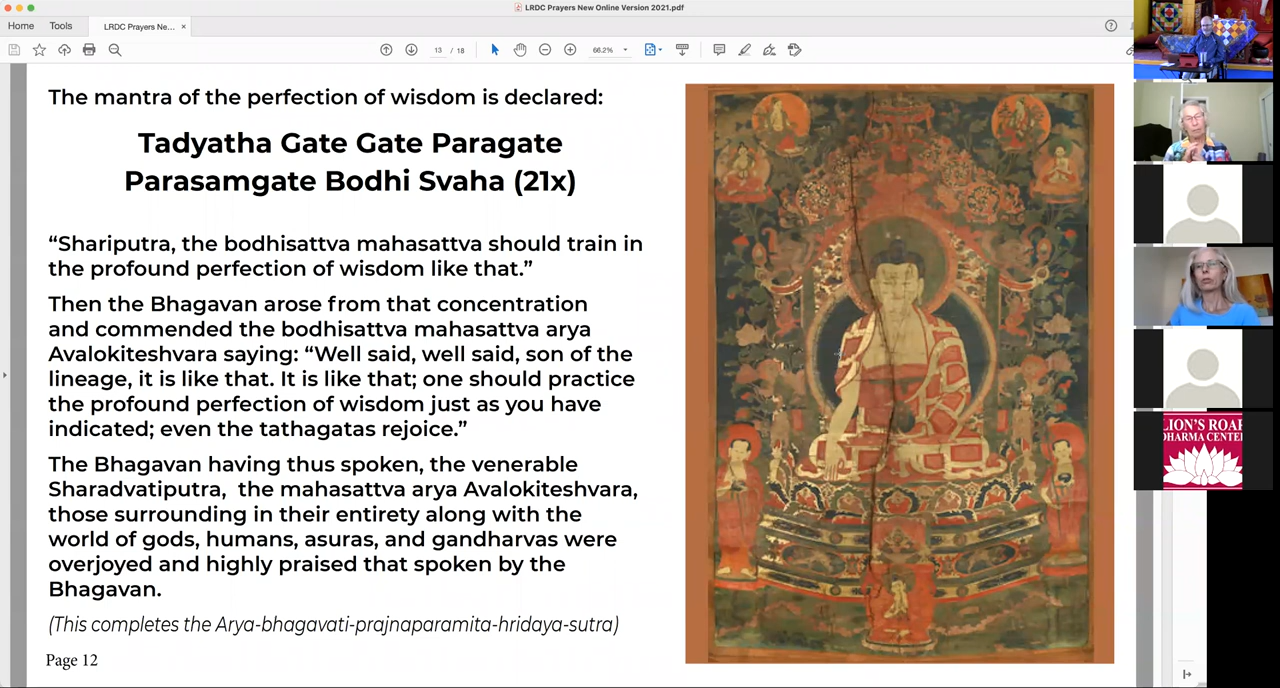 LRDC Prayers New Online Version 2021.pdf
Home
Tools
LRDC Prayers Ne... ×
13 / 18
66.2%
The mantra of the perfection of wisdom is declared:
Tadyatha Gate Gate Paragate
Parasamgate Bodhi Svaha (21x)
“Shariputra, the bodhisattva mahasattva should train in
the profound perfection of wisdom like that.”
Then the Bhagavan arose from that concentration
and commended the bodhisattva mahasattva arya
Avalokiteshvara saying: “Well said, well said, son of the
lineage, it is like that. It is like that; one should practice
the profound perfection of wisdom just as you have
indicated; even the tathagatas rejoice.”
The Bhagavan having thus spoken, the venerable
Sharadvatiputra, the mahasattva arya Avalokiteshvara,
those surrounding in their entirety along with the
world of gods, humans, asuras, and gandharvas were
overjoyed and highly praised that spoken by the
Bhagavan.
(This completes the Arya-bhagavati-prajnaparamita-hridaya-sutra)
Page 12
LION'S ROAR
DHARMA CENTE